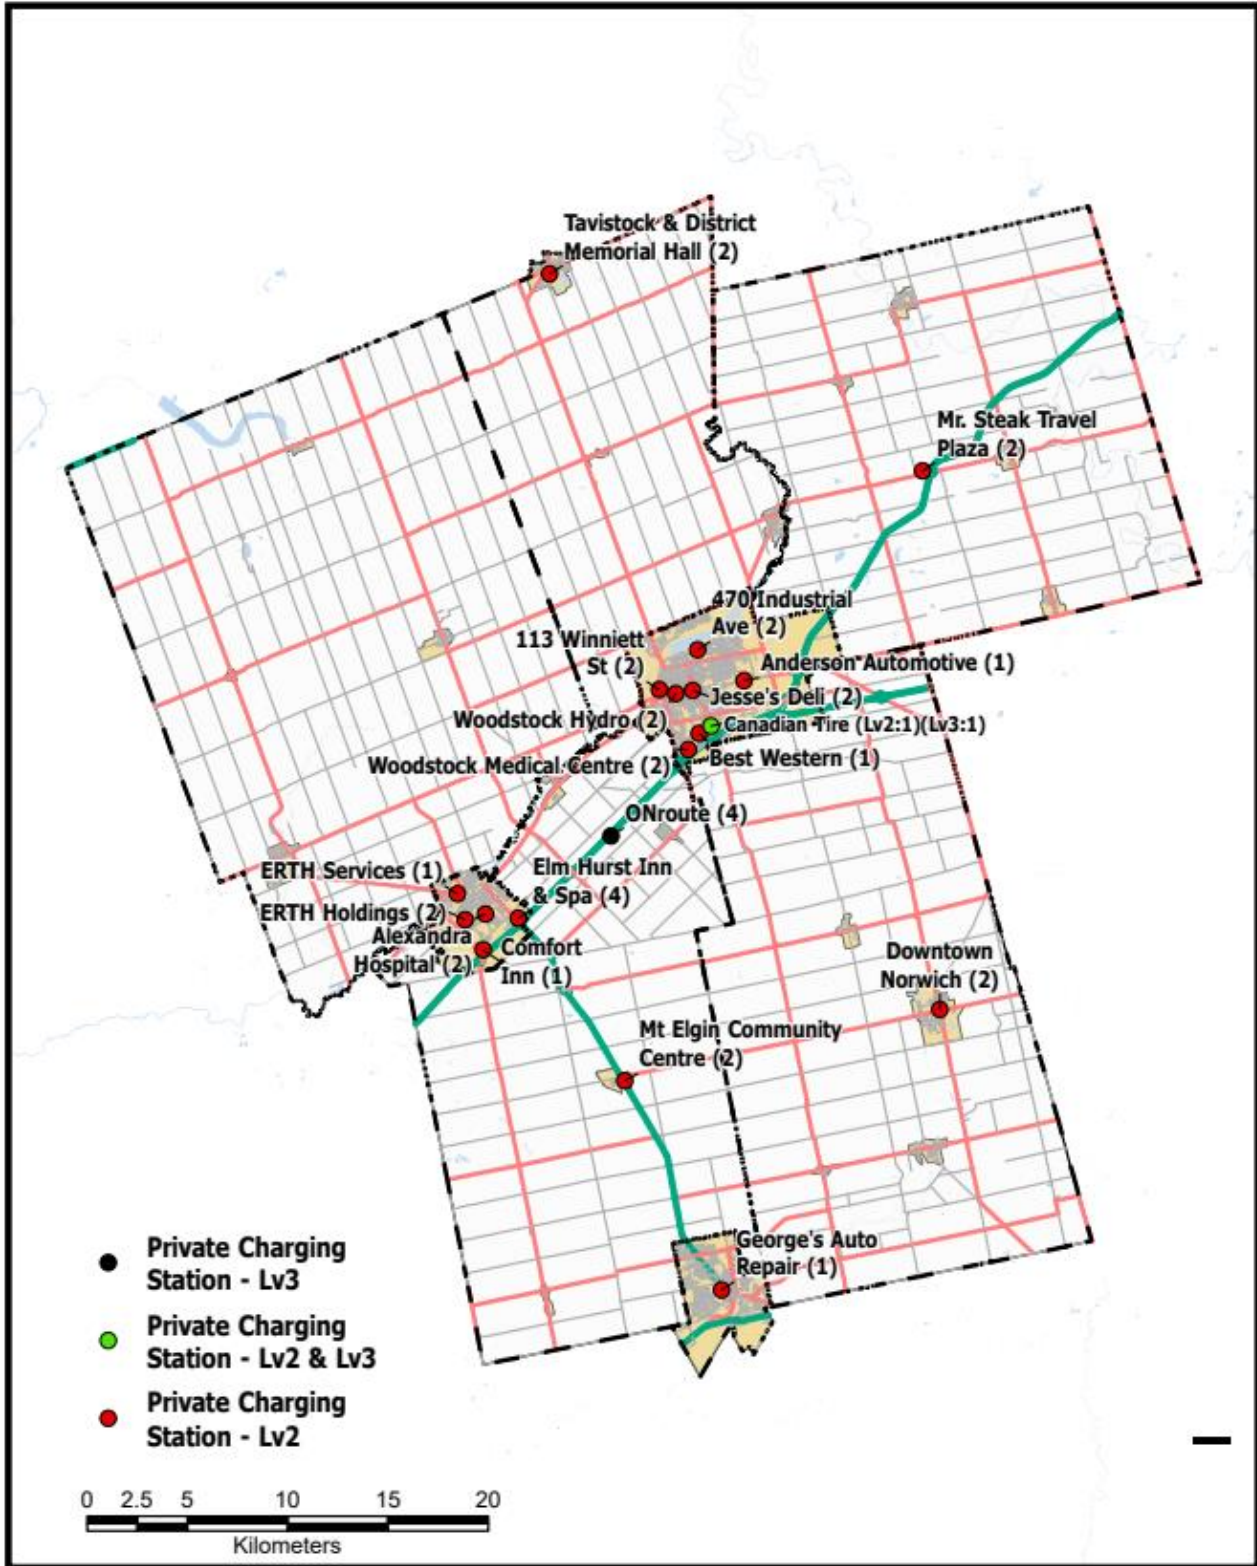 Tavistock & District
Memorial Hall (2)
Mr. Steak Travel
Plaza (2)
470 Industrial
Ave (2)
113 Winniett
St (2)
Anderson Automotive (1)
Jesse's Deli (2)
Woodstock Hydro (2)
Canadian Tire (Lv2:1)(Lv3:1)
Woodstock Medical Centre (2)
Best Western (1)
ONroute (4)
ERTH Services (1)
Elm Hurst Inn
& Spa (4)
ERTH Holdings (2)
Alexandra
Hospital (2)
Comfort
Inn (1)
Downtown
Norwich (2)
Mt Elgin Community
Centre (2)
George's Auto
Repair (1)
Private Charging
Station - Lv3
Private Charging
Station - Lv2 & Lv3
Private Charging
Station - Lv2
0 2.5 5 10 15 20
Kilometers